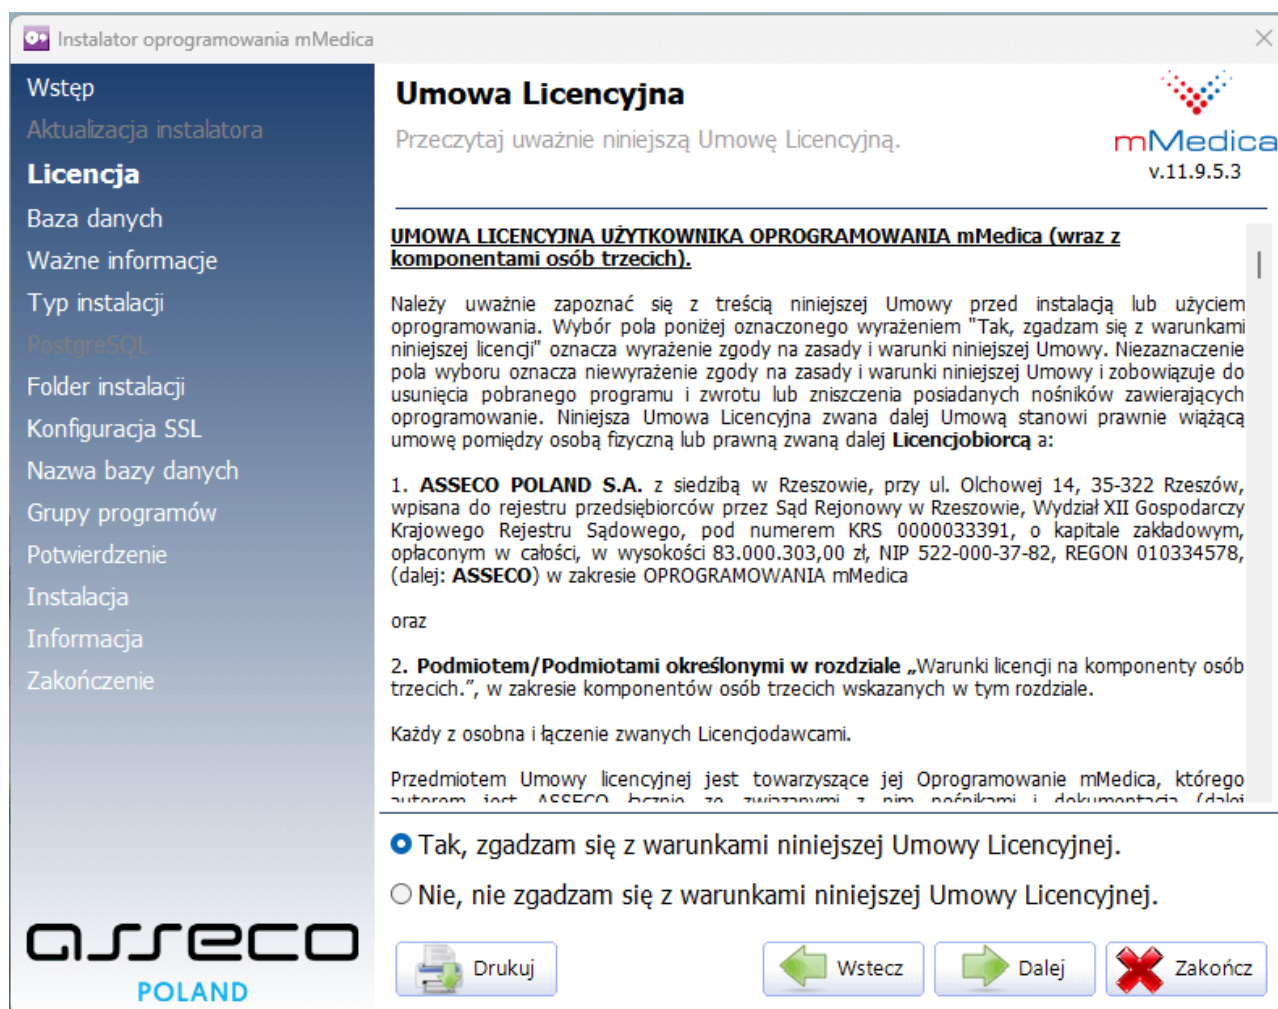 Instalator oprogramowania mMedica
Wstęp
Aktualizacja instalatora
Licencja
Baza danych
Ważne informacje
Typ instalacji
PostgreSQL
Folder instalacji
Konfiguracja SSL
Nazwa bazy danych
Grupy programów
Potwierdzenie
Instalacja
Informacja
Zakończenie
asseco
POLAND
Umowa Licencyjna
Przeczytaj uważnie niniejszą Umowę Licencyjną.
mMedica
v.11.9.5.3
UMOWA LICENCYJNA UŻYTKOWNIKA OPROGRAMOWANIA mMedica (wraz z
komponentami osób trzecich).
Należy uważnie zapoznać się z treścią niniejszej Umowy przed instalacją lub użyciem
oprogramowania. Wybór pola poniżej oznaczonego wyrażeniem "Tak, zgadzam się z warunkami
niniejszej licencji" oznacza wyrażenie zgody na zasady i warunki niniejszej Umowy. Niezaznaczenie
pola wyboru oznacza niewyrażenie zgody na zasady i warunki niniejszej Umowy i zobowiązuje do
usunięcia pobranego programu i zwrotu lub zniszczenia posiadanych nośników zawierających
oprogramowanie. Niniejsza Umowa Licencyjna zwana dalej Umową stanowi prawnie wiążącą
umowę pomiędzy osobą fizyczną lub prawną zwaną dalej Licencjobiorcą a:
1. ASSECO POLAND S.A. z siedzibą w Rzeszowie, przy ul. Olchowej 14, 35-322 Rzeszów,
wpisana do rejestru przedsiębiorców przez Sąd Rejonowy w Rzeszowie, Wydział XII Gospodarczy
Krajowego Rejestru Sądowego, pod numerem KRS 0000033391, o kapitale zakładowym,
opłaconym w całości, w wysokości 83.000.303,00 zł, NIP 522-000-37-82, REGON 010334578,
(dalej: ASSECO) w zakresie OPROGRAMOWANIA mMedica
oraz
2. Podmiotem/Podmiotami określonymi w rozdziale „Warunki licencji na komponenty osób
trzecich.”, w zakresie komponentów osób trzecich wskazanych w tym rozdziale.
Każdy z osobna i łączenie zwanych Licencjodawcami.
Przedmiotem Umowy licencyjnej jest towarzyszące jej Oprogramowanie mMedica, którego
autorem jest ASSECO łącznie ze związanymi z nim nośnikami i dokumentacją (dalej
Tak, zgadzam się z warunkami niniejszej Umowy Licencyjnej.
Nie, nie zgadzam się z warunkami niniejszej Umowy Licencyjnej.
Drukuj
Wstecz
Dalej
Zakończ